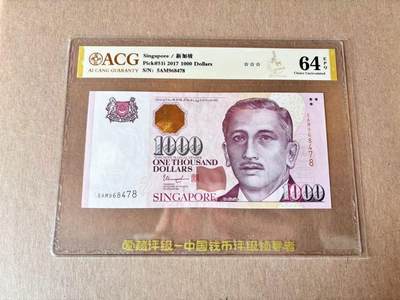 ACG
AI CANG GUARANTY
Singapore / 新加坡
Pick#51i 2017 1000 Dollars
S/N: 5AM968478
☆☆☆
64 EPQ
Choice Uncirculated
1000
ONE THOUSAND
DOLLARS
SINGAPORE
5AM968478
5AM968478
1000
爱藏评级-中国钱币评级领导者